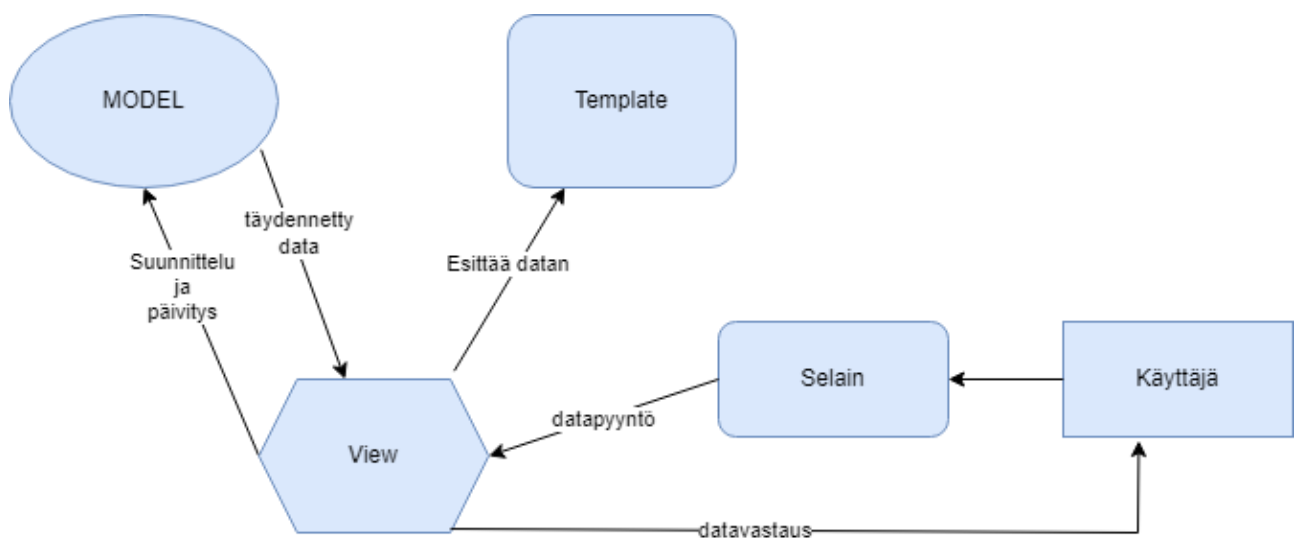 MODEL
Template
täydennetty
data
Suunnittelu
ja
päivitys
Esittää datan
Selain
Käyttäjä
datapyyntö
View
datavastaus